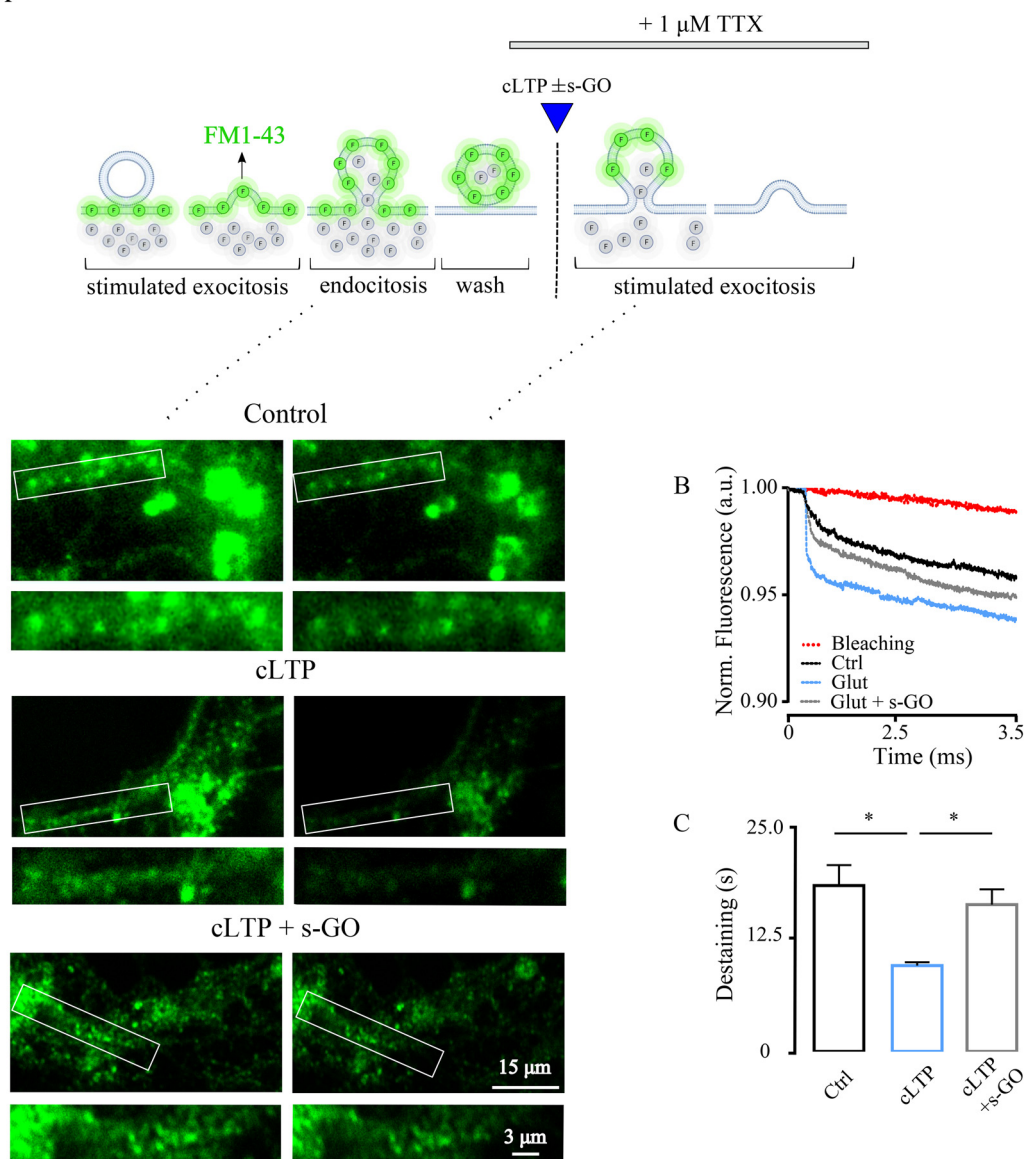 + 1 μM TTX
cLTP ±s-GO
FM1-43
F F F F F F F F F F F F F F F F F F F F F F F F F F F F F F
stimulated exocitosis
endocitosis
wash
stimulated exocitosis
Control
cLTP
cLTP + s-GO
15 μm
3 μm
B
Norm. Fluorescence (a.u.)
1.00
0.95
0.90
Bleaching
Ctrl
Glut
Glut + s-GO
0
2.5
3.5
Time (ms)
C
Destaining (s)
25.0
12.5
0
*
*
Ctrl
cLTP
cLTP
+s-GO